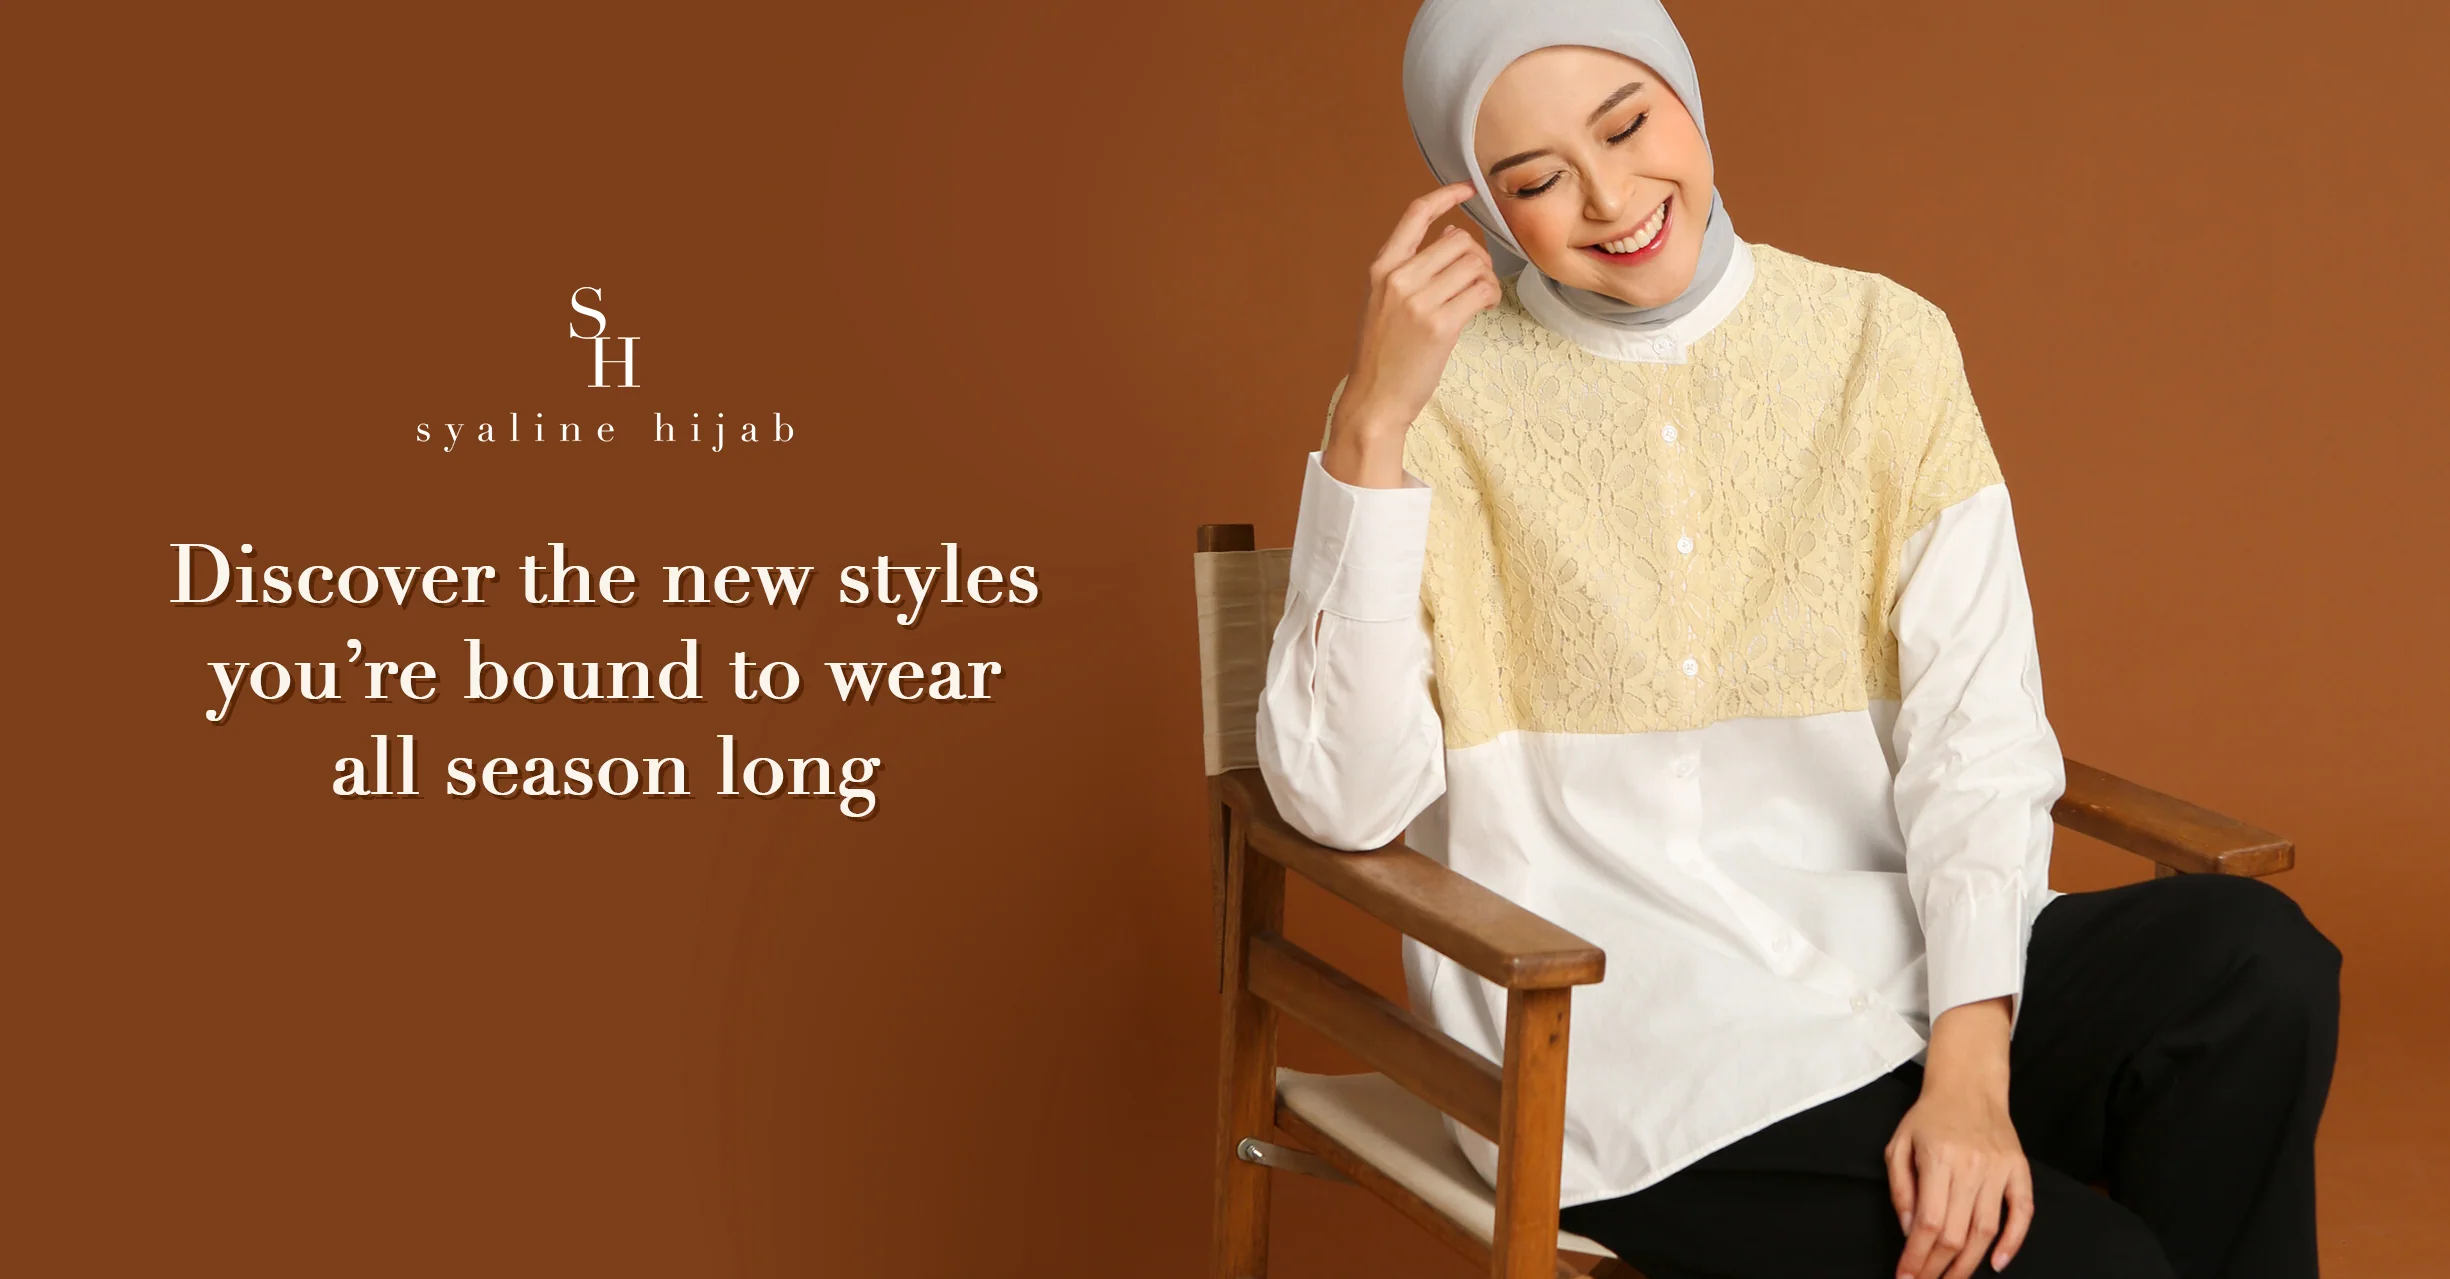 S
H
syaline hijab
Discover the new styles
you’re bound to wear
all season long